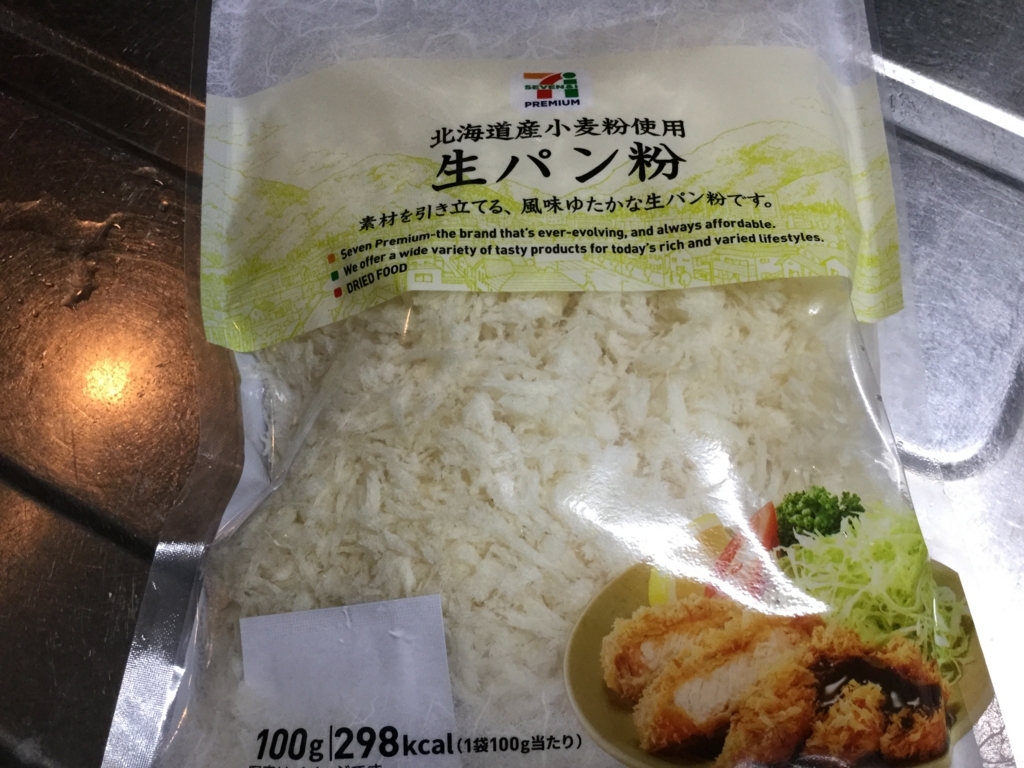 SEVEN&i
PREMIUM
北海道産小麦粉使用
生パン粉
素材を引き立てる、風味ゆたかな生パン粉です。
Seven Premium-the brand that's ever-evolving, and always affordable.
We offer a wide variety of tasty products for today's rich and varied lifestyles.
DRIED FOOD
100g|298kcal(1袋100g当たり)